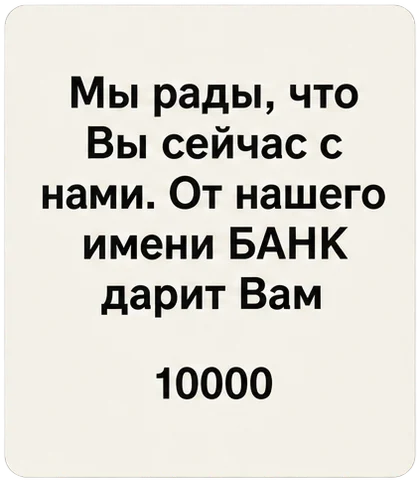 Мы рады, что
Вы сейчас с
нами. От нашего
имени БАНК
дарит Вам
10000